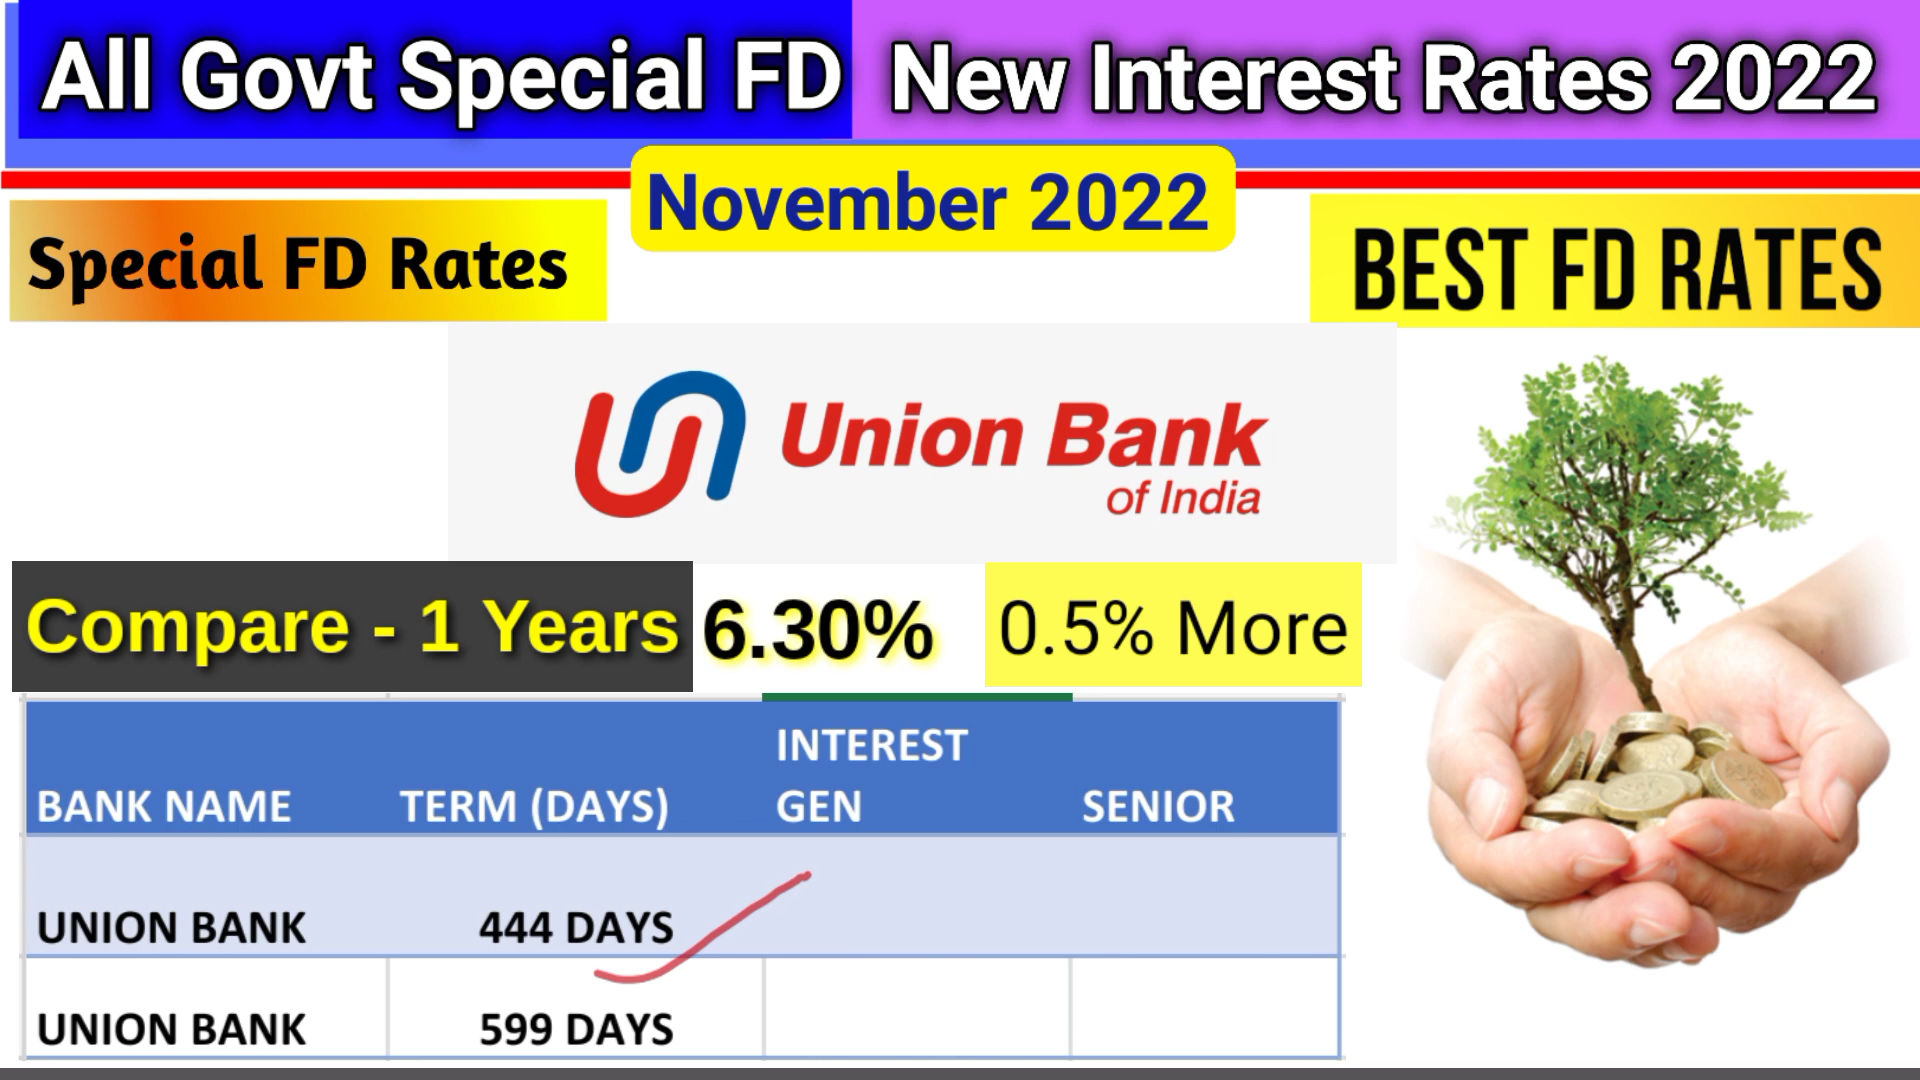 All Govt Special FD New Interest Rates 2022
November 2022
Special FD Rates
BEST FD RATES
Union Bank
of India
Compare - 1 Years 6.30% 0.5% More
BANK NAME TERM (DAYS) INTEREST GEN SENIOR
UNION BANK 444 DAYS
UNION BANK 599 DAYS